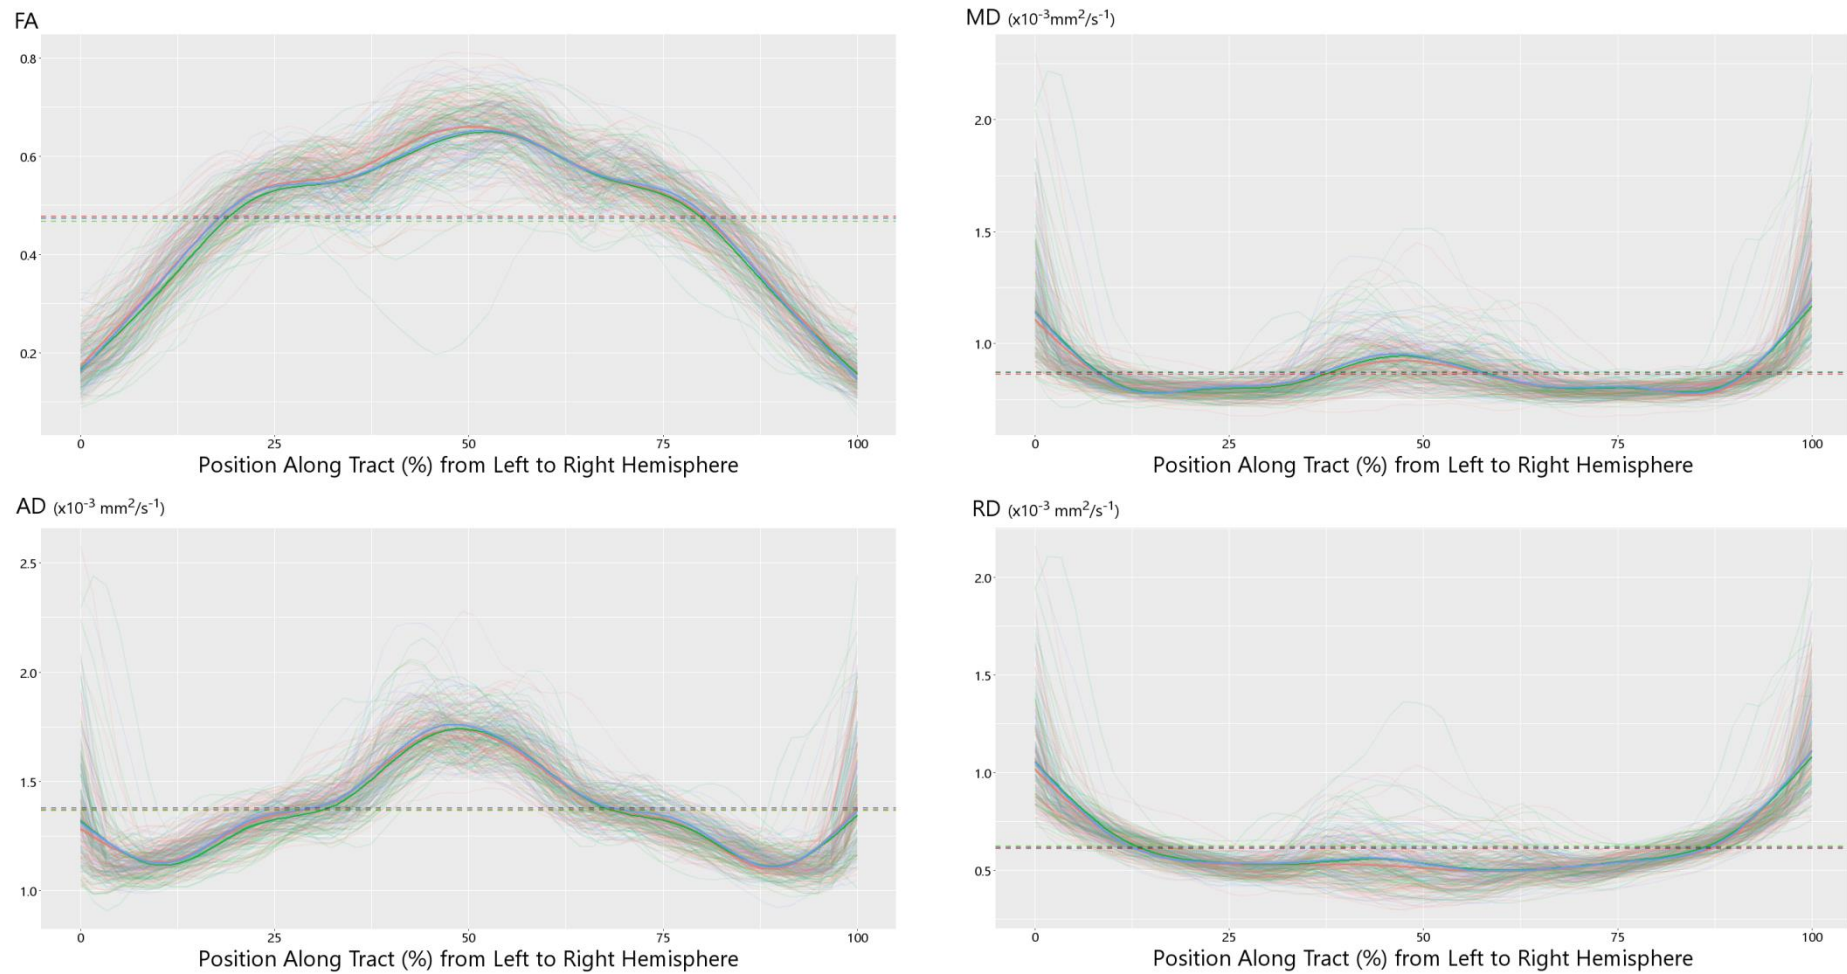 FA
0.8
0.6
0.4
0.2
0 25 50 75 100
Position Along Tract (%) from Left to Right Hemisphere
MD (x10⁻³mm²/s⁻¹)
2.0
1.5
1.0
0 25 50 75 100
Position Along Tract (%) from Left to Right Hemisphere
AD (x10⁻³ mm²/s⁻¹)
2.5
2.0
1.5
1.0
0 25 50 75 100
Position Along Tract (%) from Left to Right Hemisphere
RD (x10⁻³ mm²/s⁻¹)
2.0
1.5
1.0
0.5
0 25 50 75 100
Position Along Tract (%) from Left to Right Hemisphere